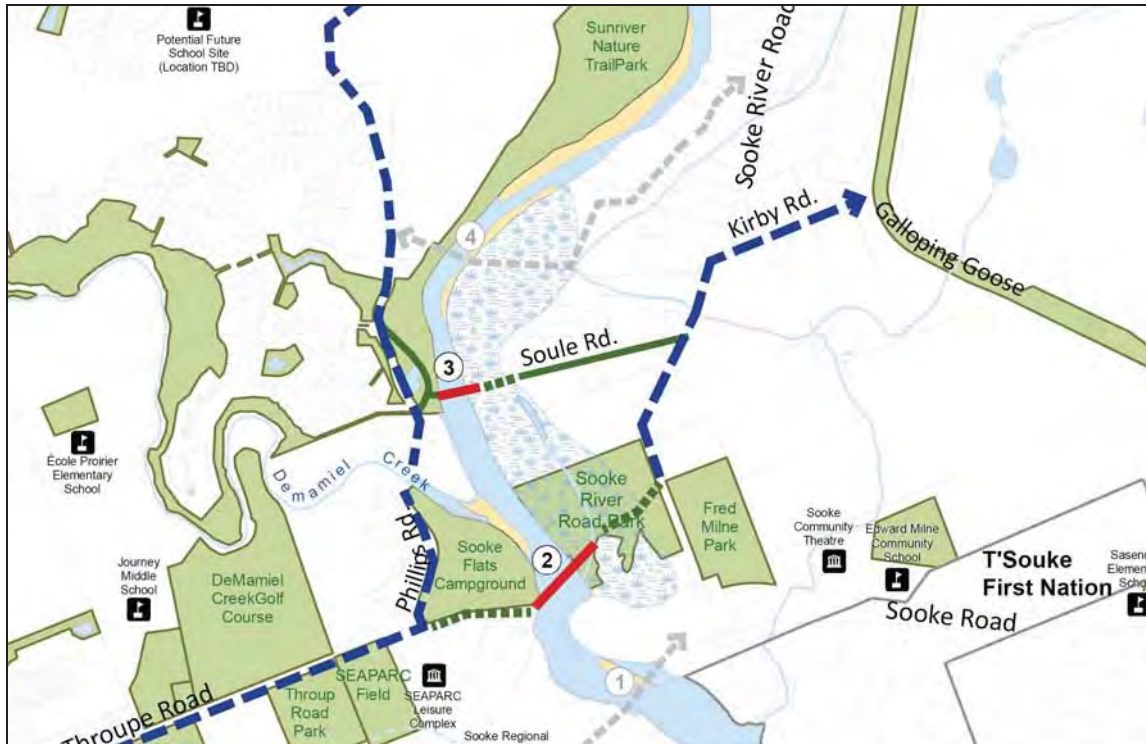 Potential Future
School Site
(Location TBD)
Sunriver
Nature
TrailPark
Sooke River Road
Kirby Rd.
Galloping Goose
4
3
Soule Rd.
École Proirier
Elementary
School
Demamiel Creek
Phillips Rd.
Sooke
River
Road Park
Fred
Milne
Park
Sooke
Community
Theatre
Edward Milne
Community
School
T'Souke
First Nation
Sooke Road
Journey
Middle
School
DeMamiel
CreekGolf
Course
Sooke
Flats
Campground
2
1
Throupe Road
Throup
Road
Park
SEAPARC
Field
SEAPARC
Leisure
Complex
Sooke Regional